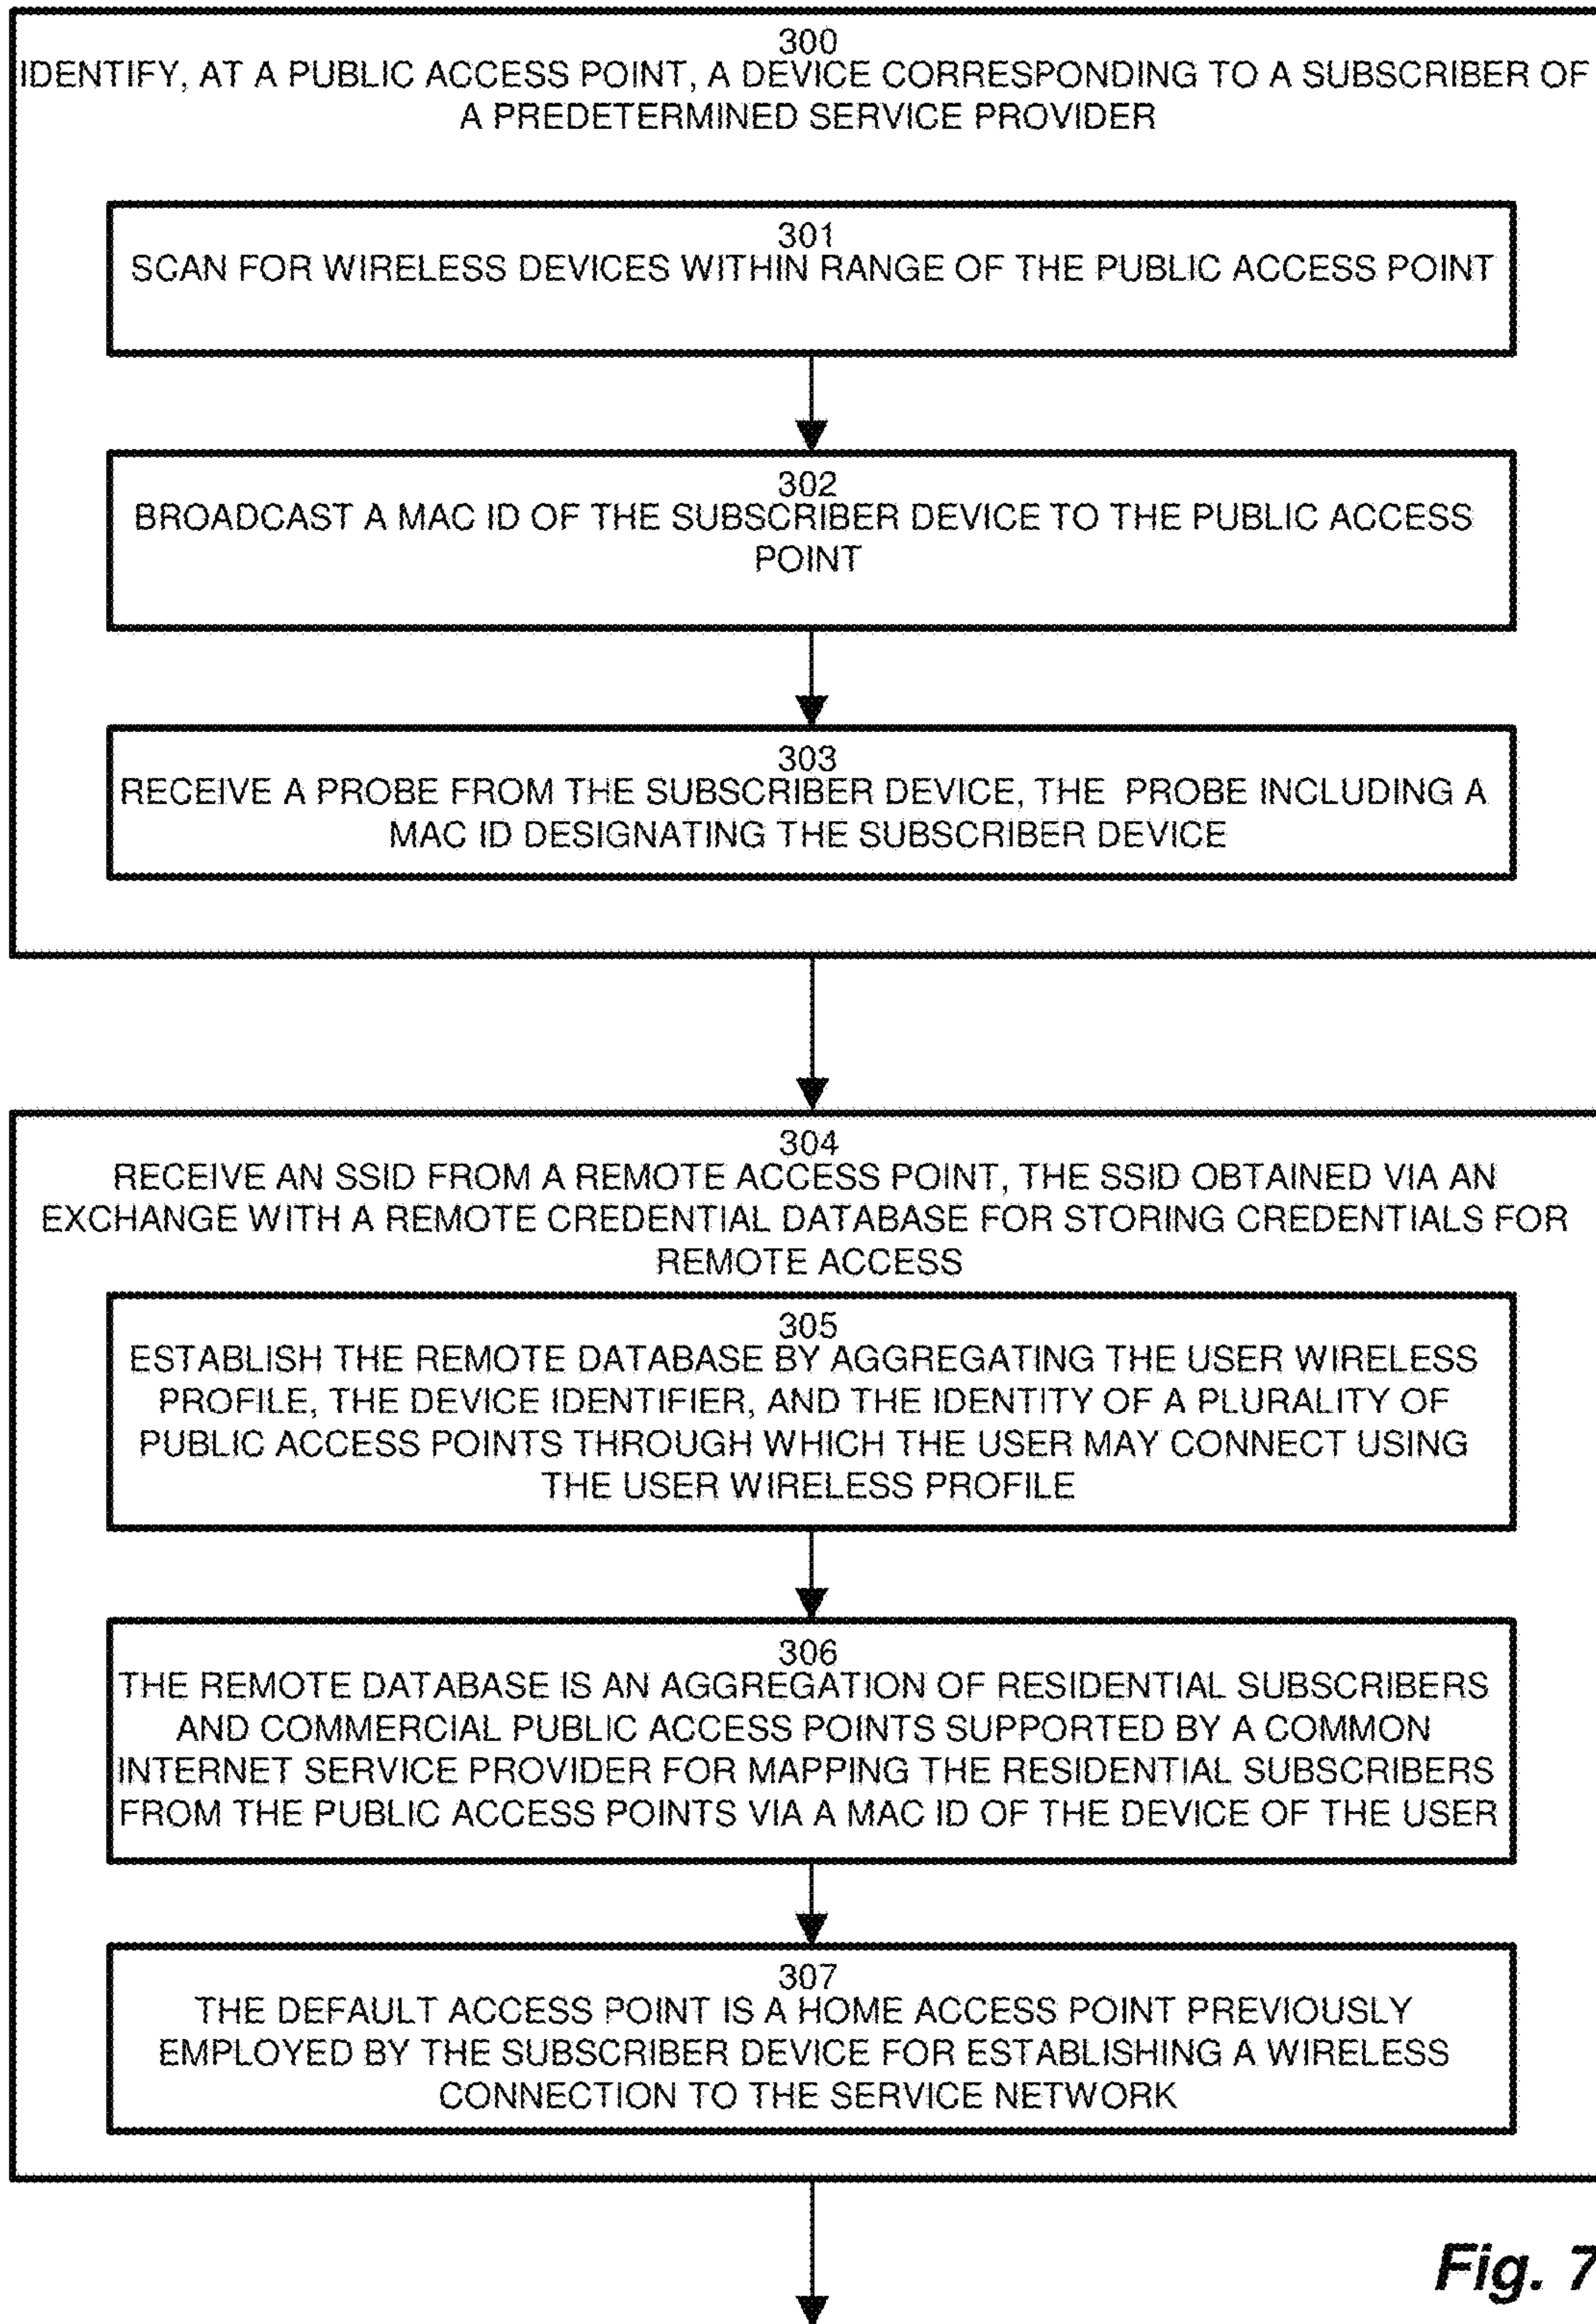 300
IDENTIFY, AT A PUBLIC ACCESS POINT, A DEVICE CORRESPONDING TO A SUBSCRIBER OF
A PREDETERMINED SERVICE PROVIDER
301
SCAN FOR WIRELESS DEVICES WITHIN RANGE OF THE PUBLIC ACCESS POINT
302
BROADCAST A MAC ID OF THE SUBSCRIBER DEVICE TO THE PUBLIC ACCESS
POINT
303
RECEIVE A PROBE FROM THE SUBSCRIBER DEVICE, THE PROBE INCLUDING A
MAC ID DESIGNATING THE SUBSCRIBER DEVICE
304
RECEIVE AN SSID FROM A REMOTE ACCESS POINT, THE SSID OBTAINED VIA AN
EXCHANGE WITH A REMOTE CREDENTIAL DATABASE FOR STORING CREDENTIALS FOR
REMOTE ACCESS
305
ESTABLISH THE REMOTE DATABASE BY AGGREGATING THE USER WIRELESS
PROFILE, THE DEVICE IDENTIFIER, AND THE IDENTITY OF A PLURALITY OF
PUBLIC ACCESS POINTS THROUGH WHICH THE USER MAY CONNECT USING
THE USER WIRELESS PROFILE
306
THE REMOTE DATABASE IS AN AGGREGATION OF RESIDENTIAL SUBSCRIBERS
AND COMMERCIAL PUBLIC ACCESS POINTS SUPPORTED BY A COMMON
INTERNET SERVICE PROVIDER FOR MAPPING THE RESIDENTIAL SUBSCRIBERS
FROM THE PUBLIC ACCESS POINTS VIA A MAC ID OF THE DEVICE OF THE USER
307
THE DEFAULT ACCESS POINT IS A HOME ACCESS POINT PREVIOUSLY
EMPLOYED BY THE SUBSCRIBER DEVICE FOR ESTABLISHING A WIRELESS
CONNECTION TO THE SERVICE NETWORK
Fig. 7